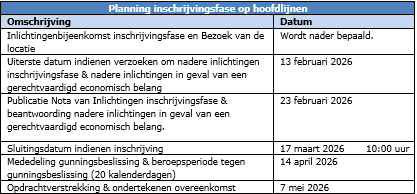 Planning inschrijvingsfase op hoofdlijnen
Omschrijving Datum
Inlichtingenbijeenkomst inschrijvingsfase en Bezoek van de Wordt nader bepaald.
locatie
Uiterste datum indienen verzoeken om nadere inlichtingen 13 februari 2026
inschrijvingsfase & nadere inlichtingen in geval van een
gerechtvaardigd economisch belang
Publicatie Nota van Inlichtingen inschrijvingsfase & 23 februari 2026
beantwoording nadere inlichtingen in geval van een
gerechtvaardigd economisch belang.
Sluitingsdatum indienen inschrijving 17 maart 2026 10:00 uur
Mededeling gunningsbeslissing & beroepsperiode tegen 14 april 2026
gunningsbeslissing (20 kalenderdagen)
Opdrachtverstrekking & ondertekenen overeenkomst 7 mei 2026